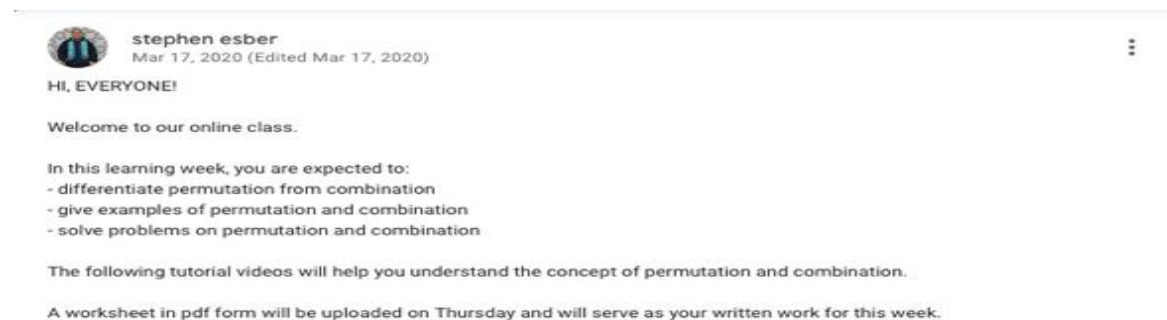 stephen esber
Mar 17, 2020 (Edited Mar 17, 2020)
HI, EVERYONE!
Welcome to our online class.
In this learning week, you are expected to:
- differentiate permutation from combination
- give examples of permutation and combination
- solve problems on permutation and combination
The following tutorial videos will help you understand the concept of permutation and combination.
A worksheet in pdf form will be uploaded on Thursday and will serve as your written work for this week.